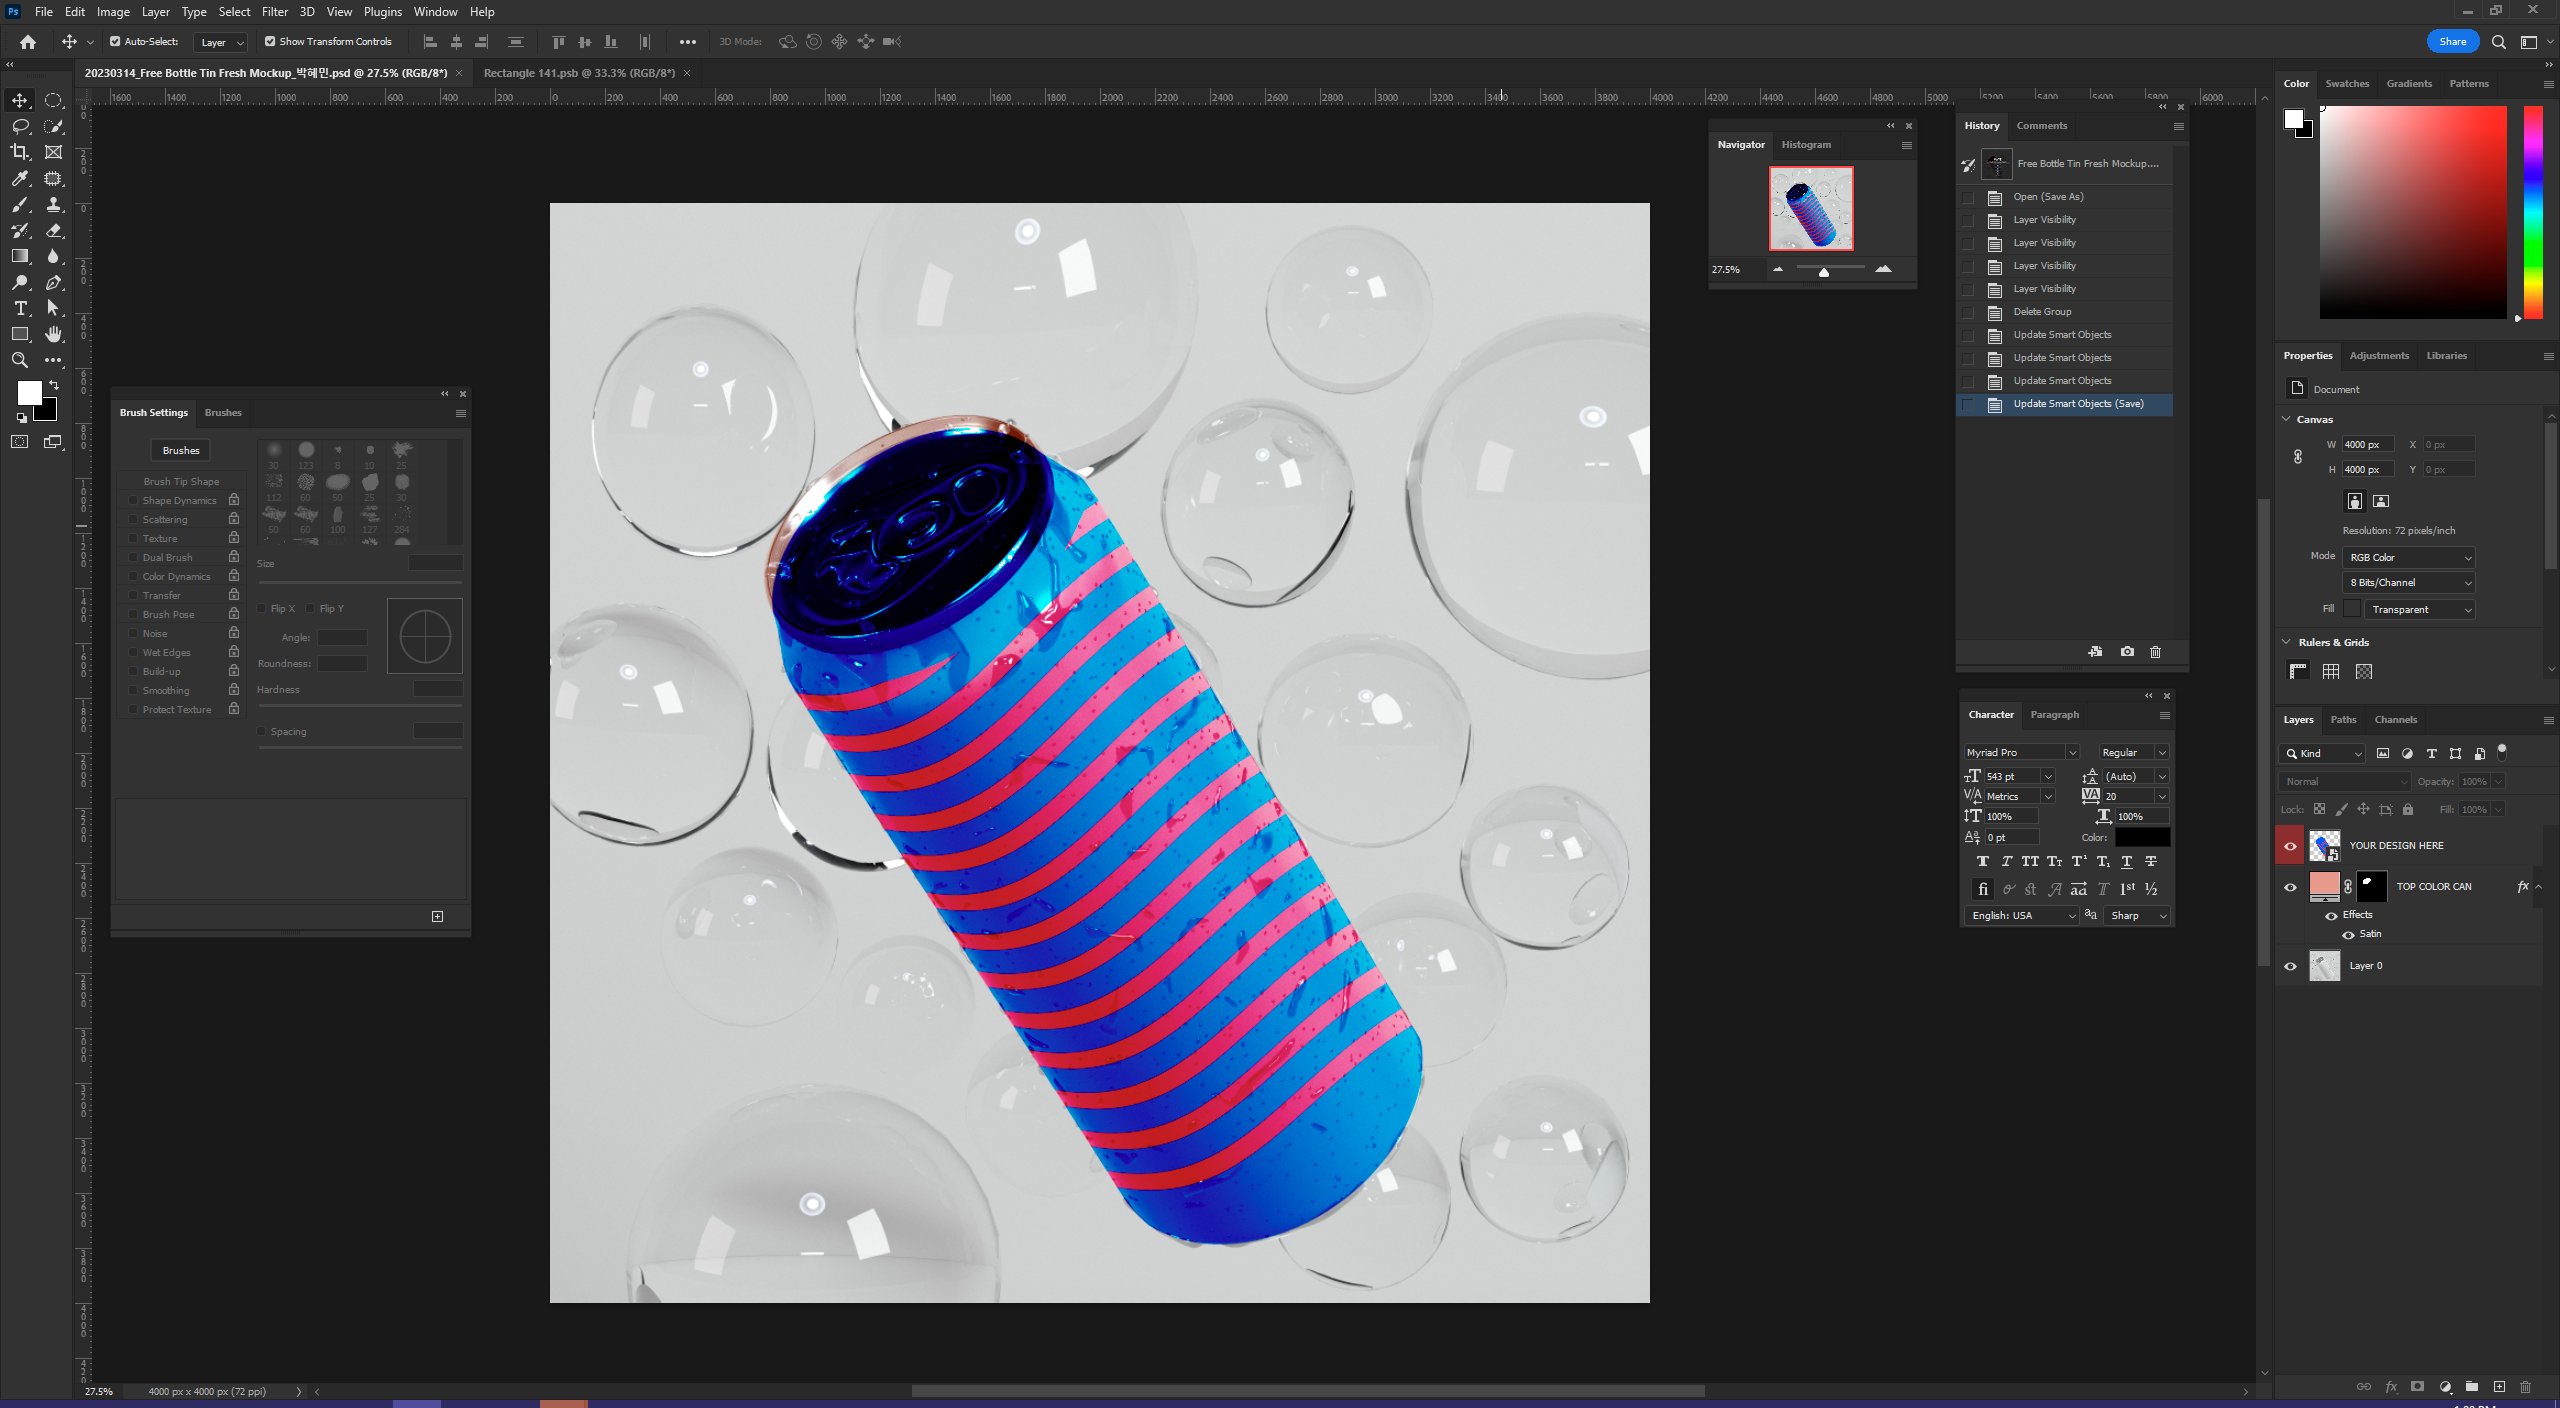 Ps File Edit Image Layer Type Select Filter 3D View Plugins Window Help
Auto-Select: Layer Show Transform Controls 3D Mode: Share
20230314_Free Bottle Tin Fresh Mockup_박혜민.psd @ 27.5% (RGB/8*) Rectangle 141.psb @ 33.3% (RGB/8*)
1600 1400 1200 1000 800 600 400 200 0 200 400 600 800 1000 1200 1400 1600 1800 2000 2200 2400 2600 2800 3000 3200 3400 3600 3800 4000 4200 4400 4600 4800 5000 5200 5400 5600 5800 6000
Brush Settings Brushes
Brushes
Brush Tip Shape
Shape Dynamics
Scattering
Texture
Dual Brush
Color Dynamics
Transfer
Brush Pose
Noise
Wet Edges
Build-up
Smoothing
Protect Texture
30 123 8 10 25
112 60 50 25 30
50 60 100 127 284
Size
Flip X Flip Y
Angle:
Roundness:
Hardness
Spacing
Navigator Histogram
27.5%
History Comments
Free Bottle Tin Fresh Mockup....
Open (Save As)
Layer Visibility
Layer Visibility
Layer Visibility
Layer Visibility
Delete Group
Update Smart Objects
Update Smart Objects
Update Smart Objects
Update Smart Objects (Save)
Character Paragraph
Myriad Pro Regular
543 pt (Auto)
Metrics 20
100% 100%
0 pt Color:
English: USA Sharp
Color Swatches Gradients Patterns
Properties Adjustments Libraries
Document
Canvas
W 4000 px X 0 px
H 4000 px Y 0 px
Resolution: 72 pixels/inch
Mode RGB Color
8 Bits/Channel
Fill Transparent
Rulers & Grids
Layers Paths Channels
Kind
Normal Opacity: 100%
Lock: Fill: 100%
YOUR DESIGN HERE
TOP COLOR CAN fx
Effects
Satin
Layer 0
27.5% 4000 px x 4000 px (72 ppi)